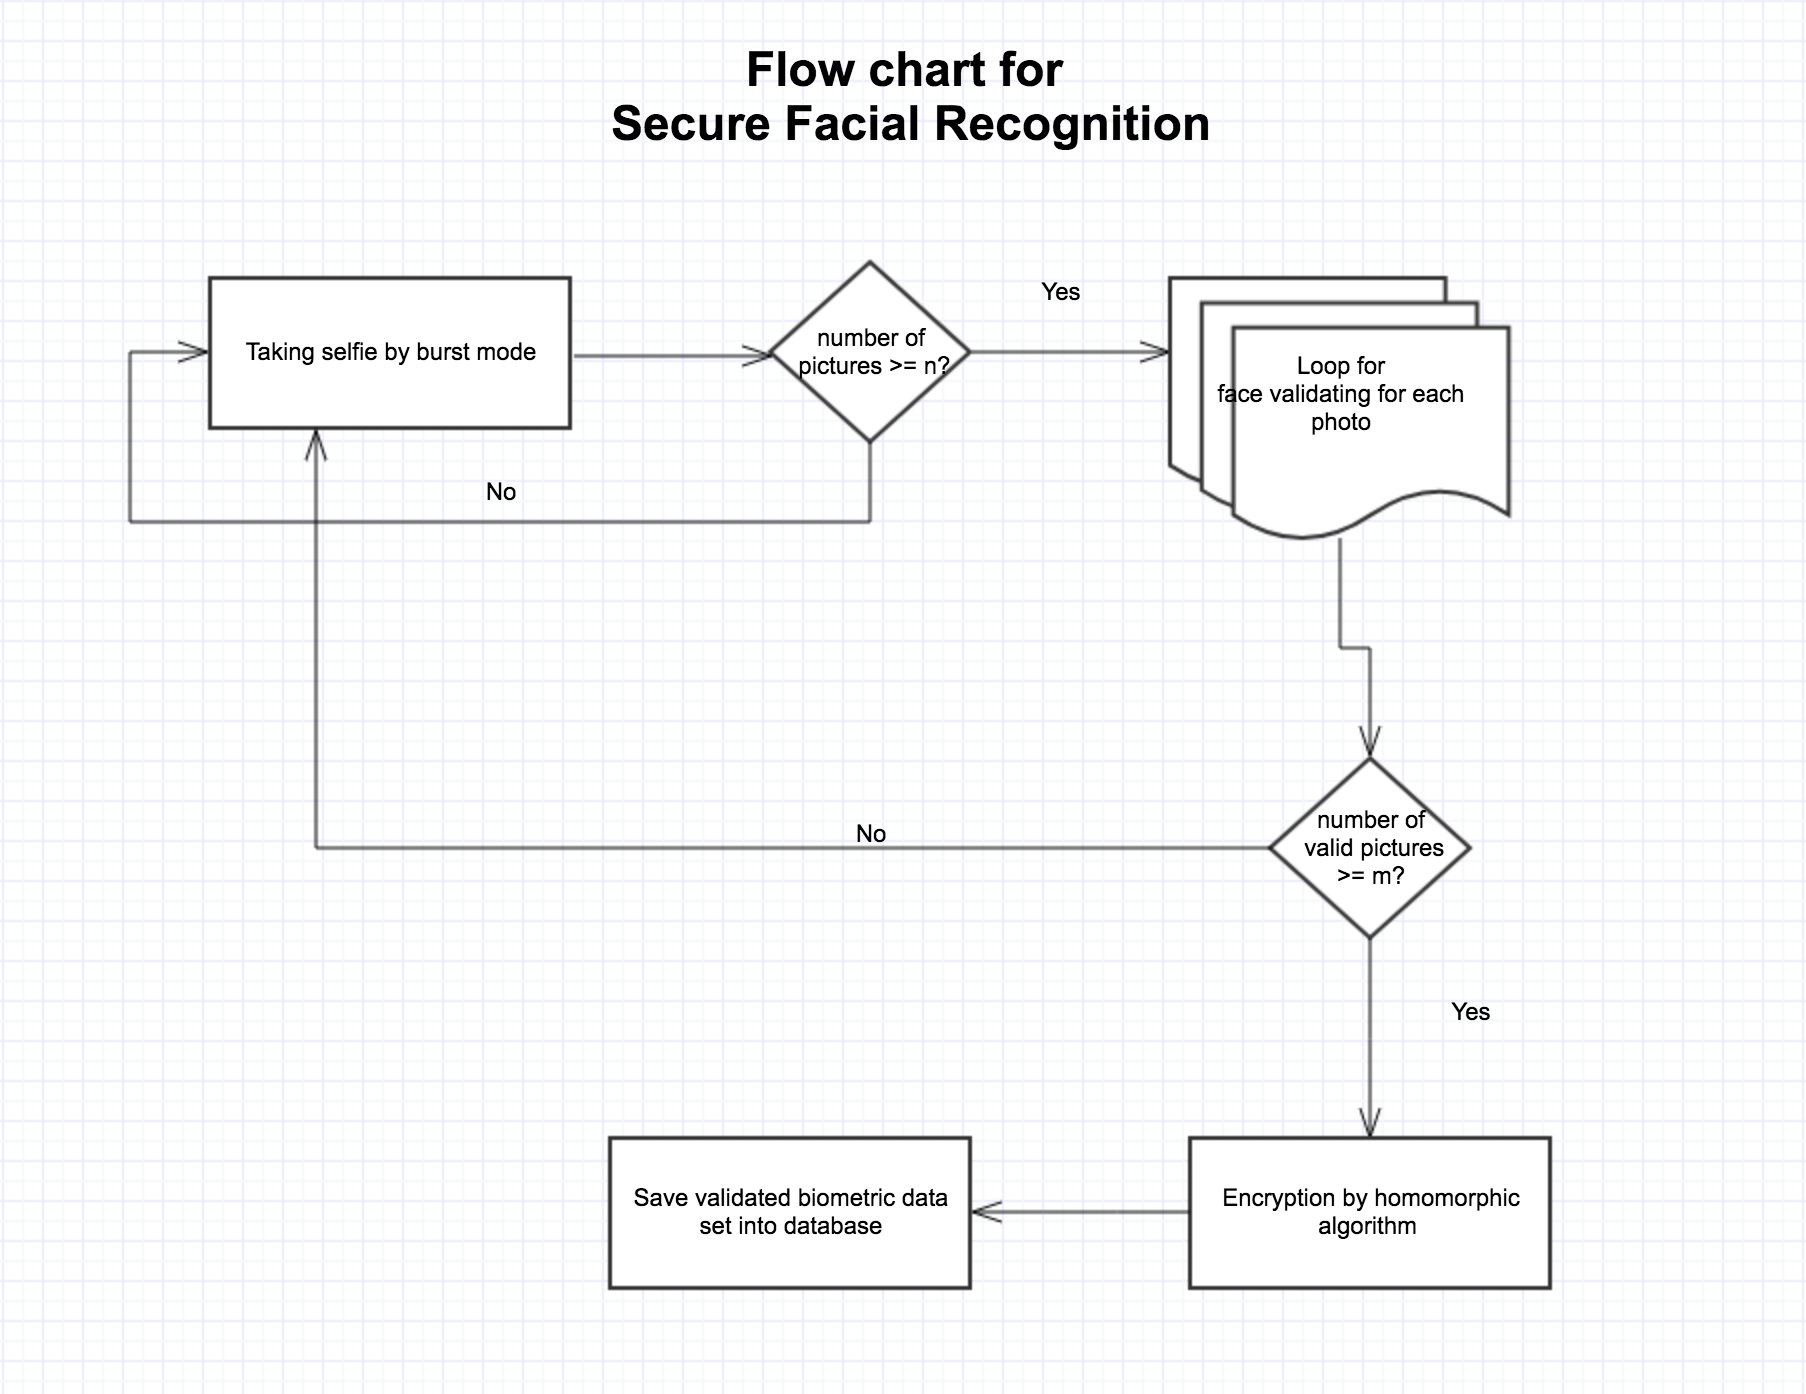 Flow chart for
Secure Facial Recognition
Taking selfie by burst mode
number of
pictures >= n?
Yes
Loop for
face validating for each
photo
No
number of
valid pictures
>= m?
No
Yes
Save validated biometric data
set into database
Encryption by homomorphic
algorithm